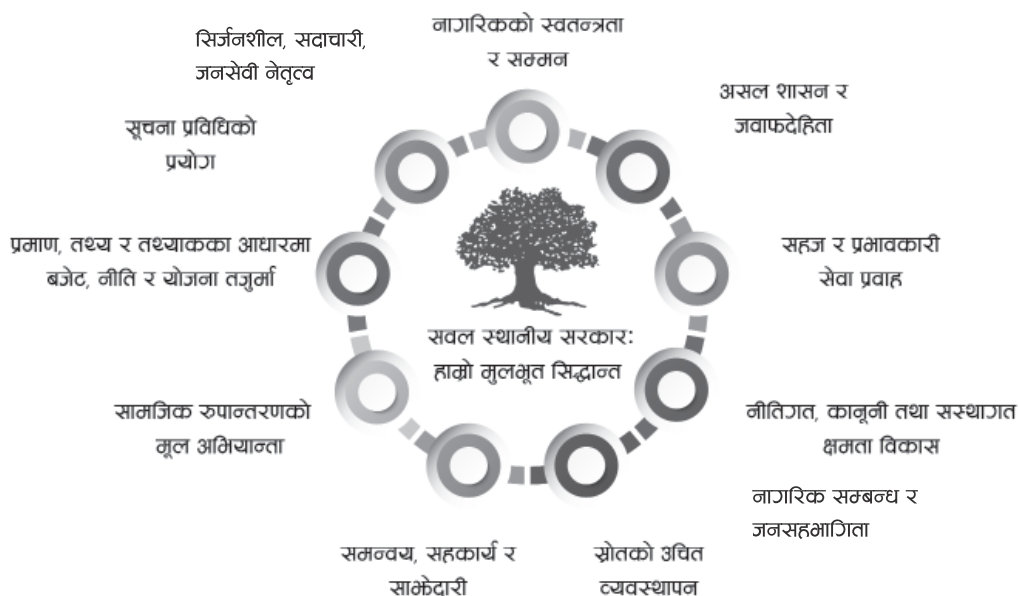 नागरिकको स्वतन्त्रता
र सम्मन
असल शासन र
जवाफदेहिता
सहज र प्रभावकारी
सेवा प्रवाह
नीतिगत, कानूनी तथा सस्थागत
क्षमता विकास
नागरिक सम्बन्ध र
जनसहभागिता
स्रोतको उचित
व्यवस्थापन
समन्वय, सहकार्य र
साझेदारी
सामजिक रुपान्तरणको
मूल अभियान्ता
प्रमाण, तथ्य र तथ्याकका आधारमा
बजेट, नीति र योजना तर्जुमा
सूचना प्रविधिको
प्रयोग
सिर्जनशील, सदाचारी,
जनसेवी नेतृत्व
सवल स्थानीय सरकार:
हाम्रो मुलभूत सिद्धान्त